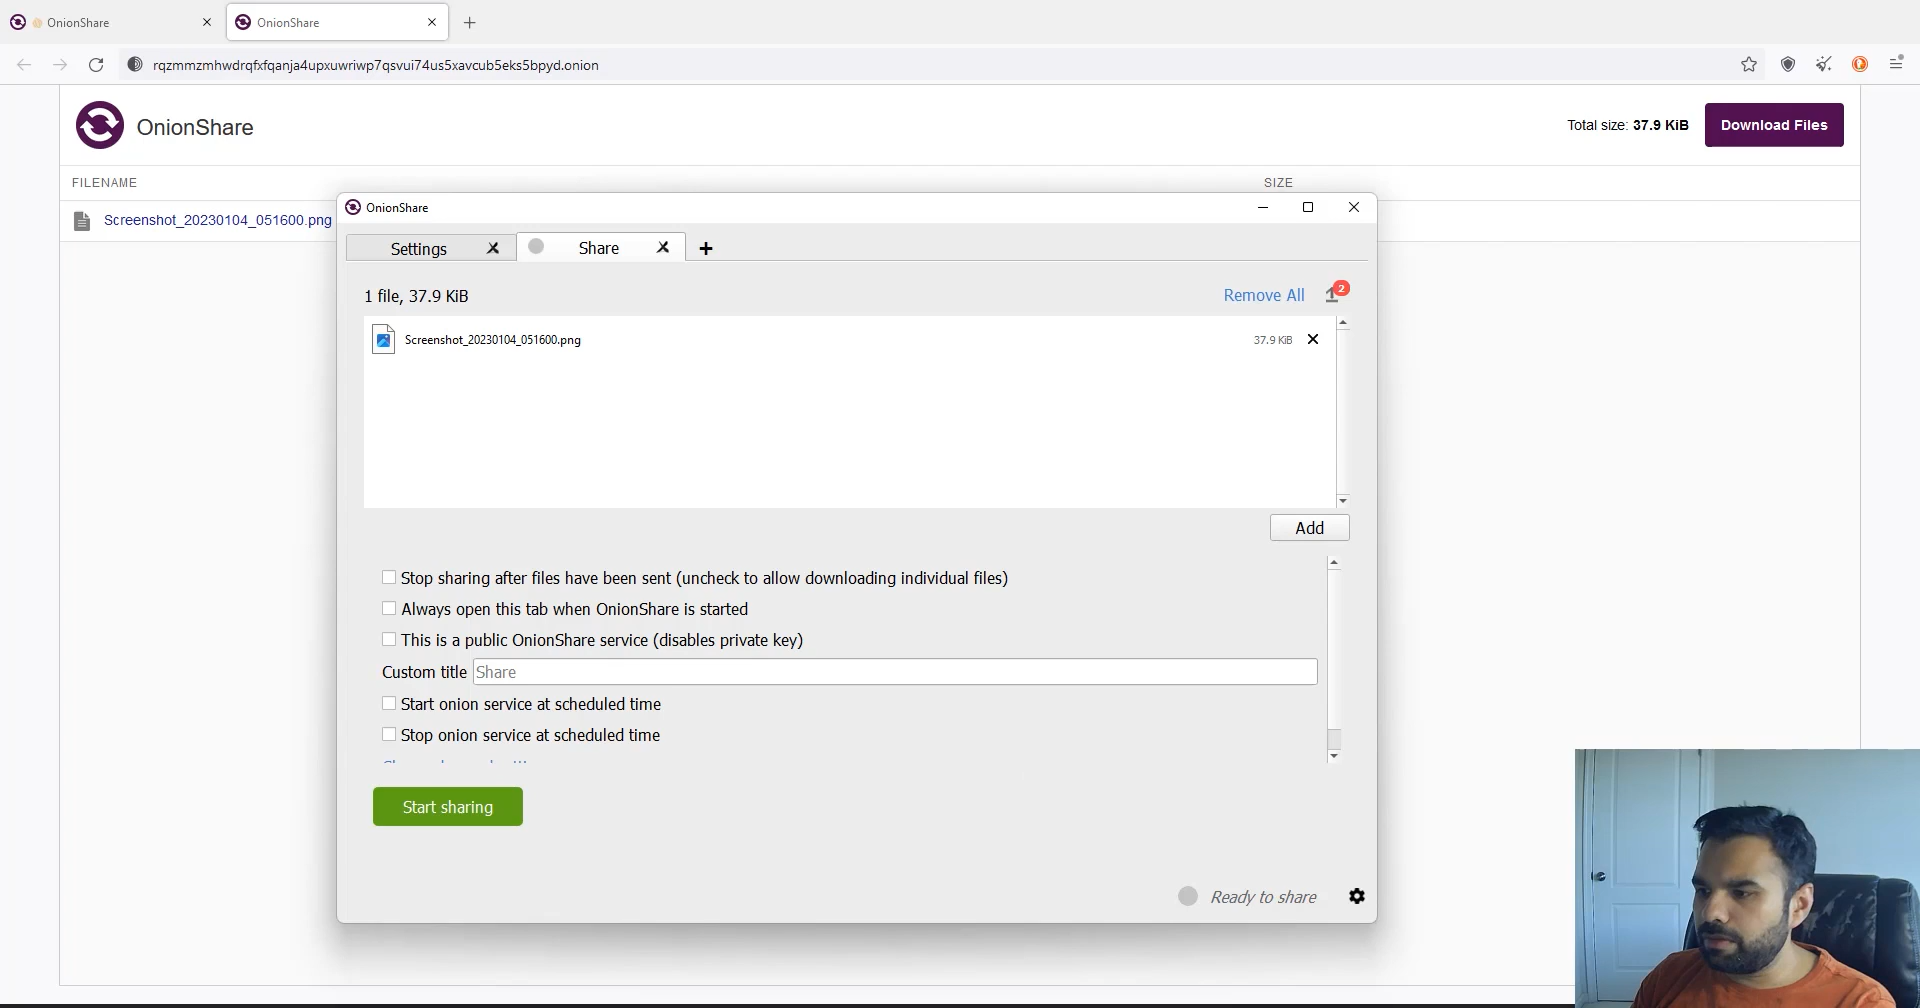 OnionShare
OnionShare
rqzmmzmhwdrqfxfqanja4upxuwriwp7qsvui74us5xavcub5eks5bpyd.onion
OnionShare
Total size: 37.9 KiB
Download Files
FILENAME
SIZE
Screenshot_20230104_051600.png
OnionShare
Settings
Share
1 file, 37.9 KiB
Remove All
2
Screenshot_20230104_051600.png
37.9 KiB
Add
Stop sharing after files have been sent (uncheck to allow downloading individual files)
Always open this tab when OnionShare is started
This is a public OnionShare service (disables private key)
Custom title Share
Start onion service at scheduled time
Stop onion service at scheduled time
Start sharing
Ready to share